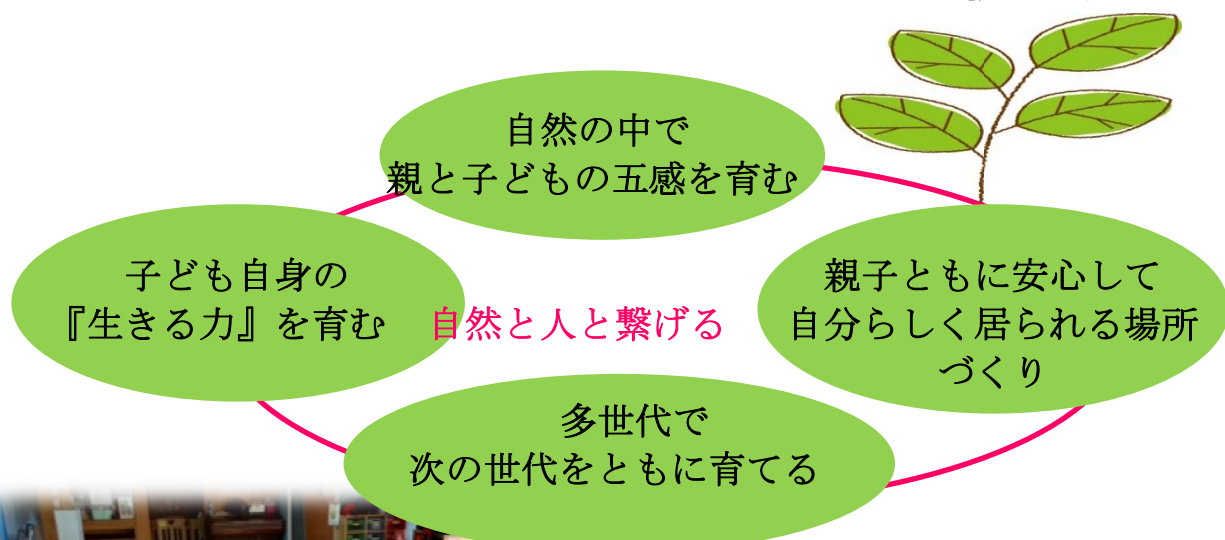 自然の中で
親と子どもの五感を育む
子ども自身の
『生きる力』を育む
自然と人と繋げる
親子ともに安心して
自分らしく居られる場所
づくり
多世代で
次の世代をともに育てる